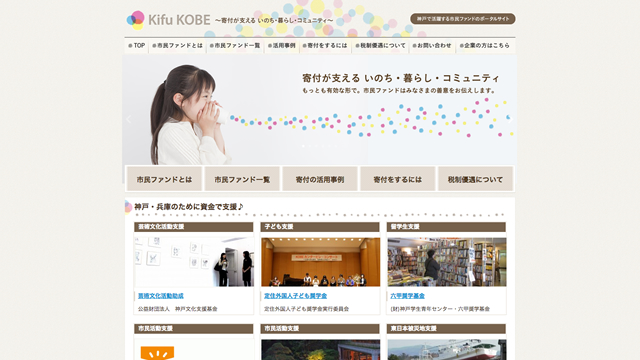 Kifu KOBE ～寄付が支える いのち・暮らし・コミュニティ～
神戸で活躍する市民ファンドのポータルサイト
TOP
市民ファンドとは
市民ファンド一覧
活用事例
寄付をするには
税制優遇について
お問い合わせ
企業の方はこちら
寄付が支える いのち・暮らし・コミュニティ
もっとも有効な形で。市民ファンドはみなさまの善意をお伝えします。
市民ファンドとは
市民ファンド一覧
寄付の活用事例
寄付をするには
税制優遇について
神戸・兵庫のために資金で支援♪
芸術文化活動支援
子ども支援
留学生支援
芸術文化活動助成
定住外国人子ども奨学金
六甲奨学基金
公益財団法人 神戸文化支援基金
定住外国人子ども奨学金実行委員会
(財)神戸学生青年センター・六甲奨学基金
市民活動支援
市民活動支援
東日本被災地支援